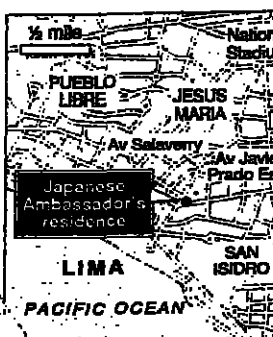 ½ mile
Nation
Stadiu
PUEBLO
LIBRE
JESUS
MARIA
Av Salaverry
Av Javie
Prado Es
Japanese
Ambassador's
residence
SAN
ISIDRO
LIMA
PACIFIC OCEAN